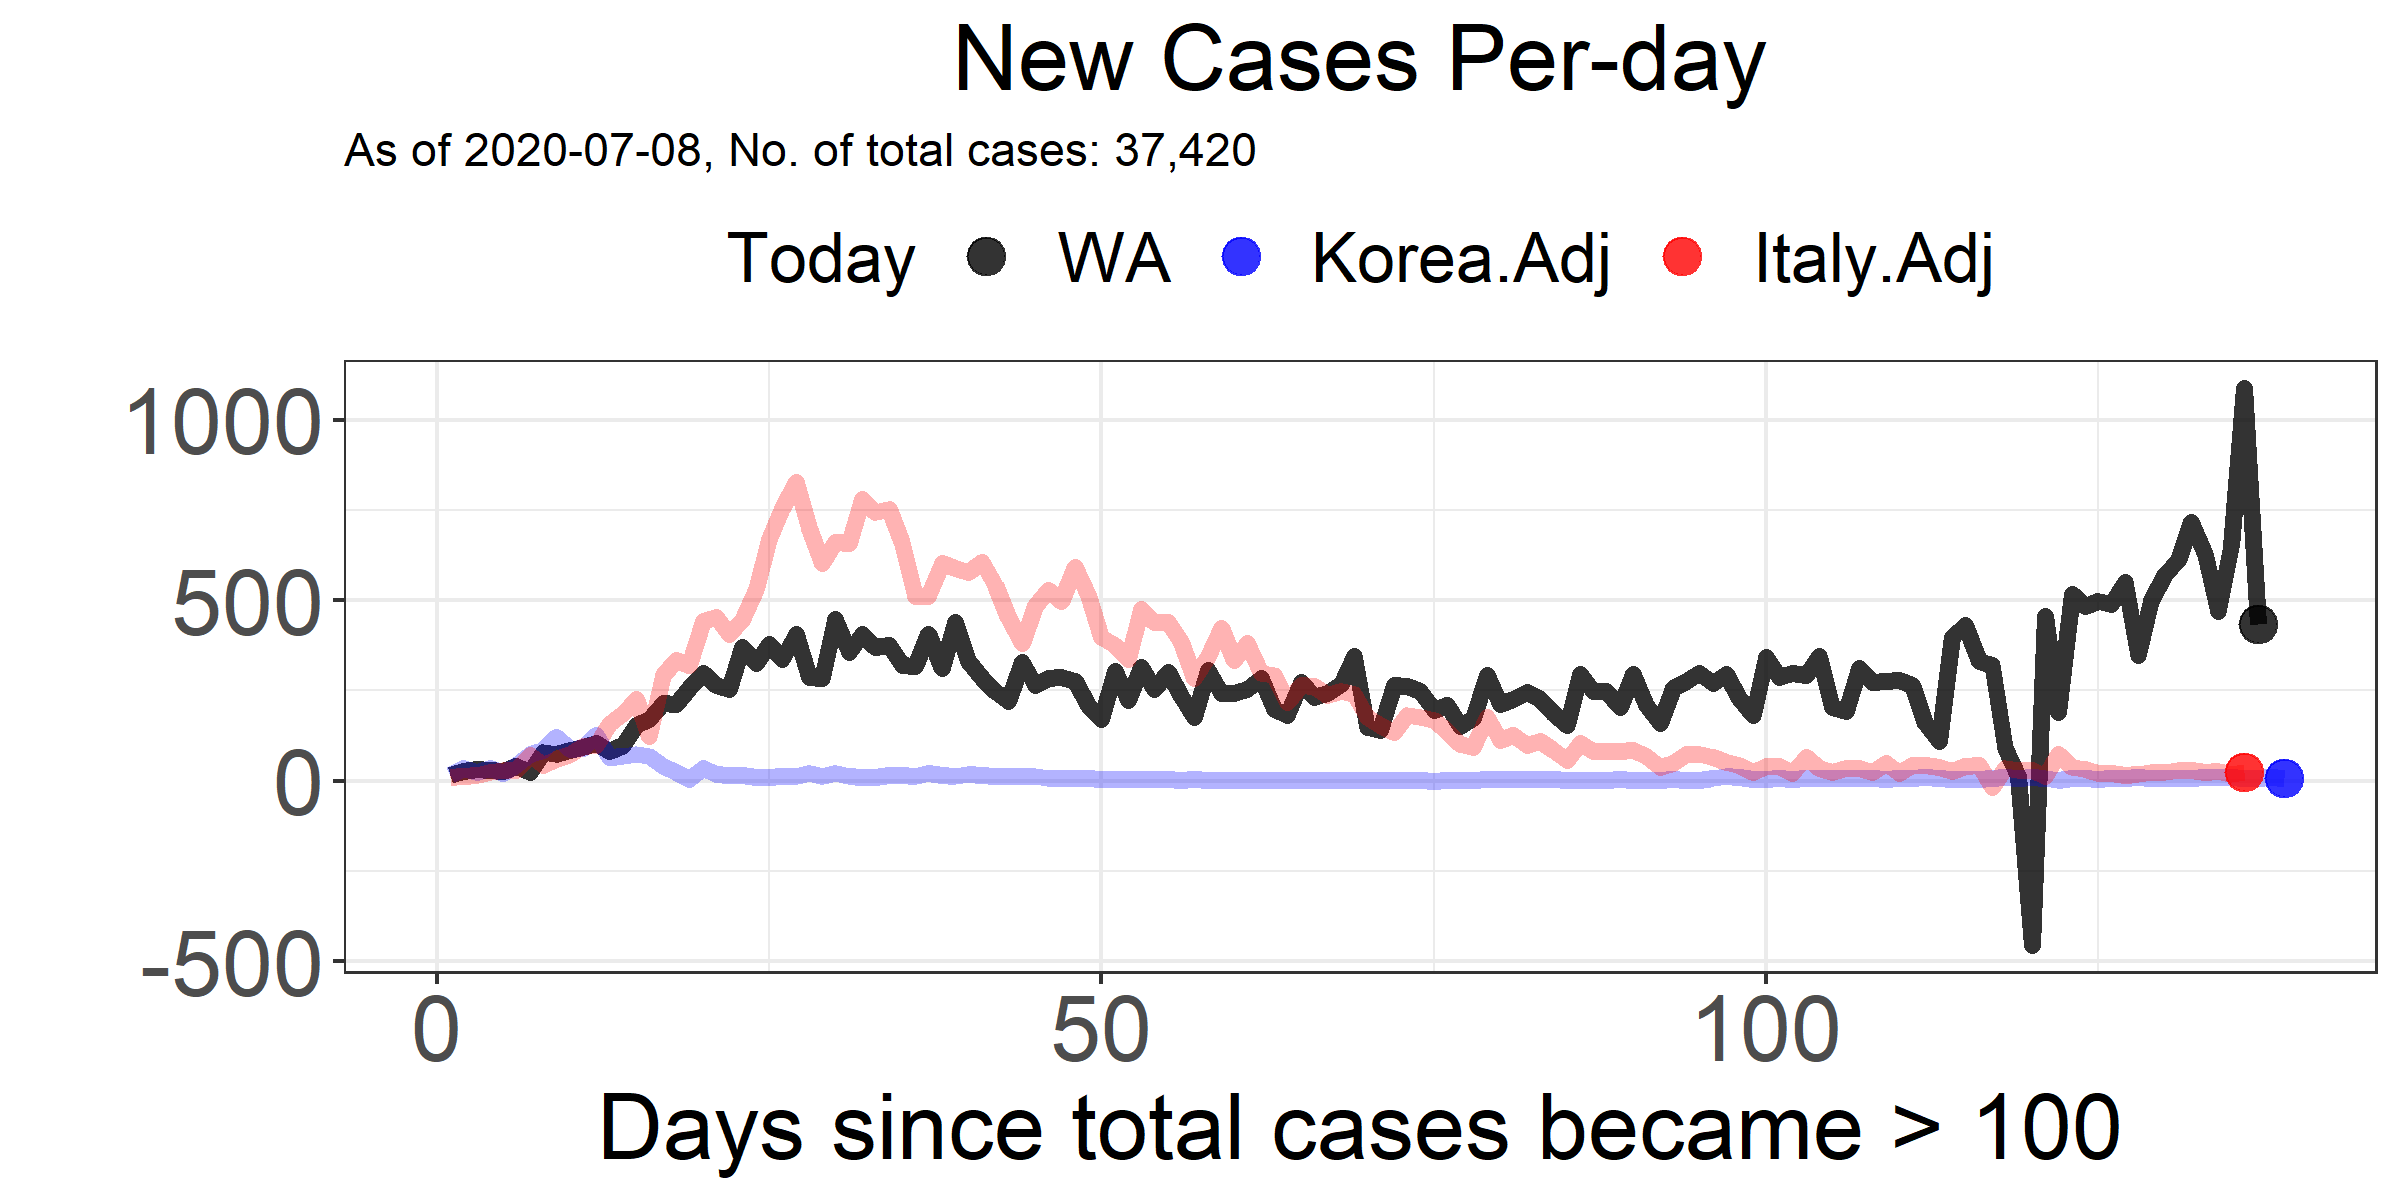 New Cases Per-day
As of 2020-07-08, No. of total cases: 37,420
Today WA Korea.Adj Italy.Adj
1000
500
0
-500
0 50 100
Days since total cases became > 100